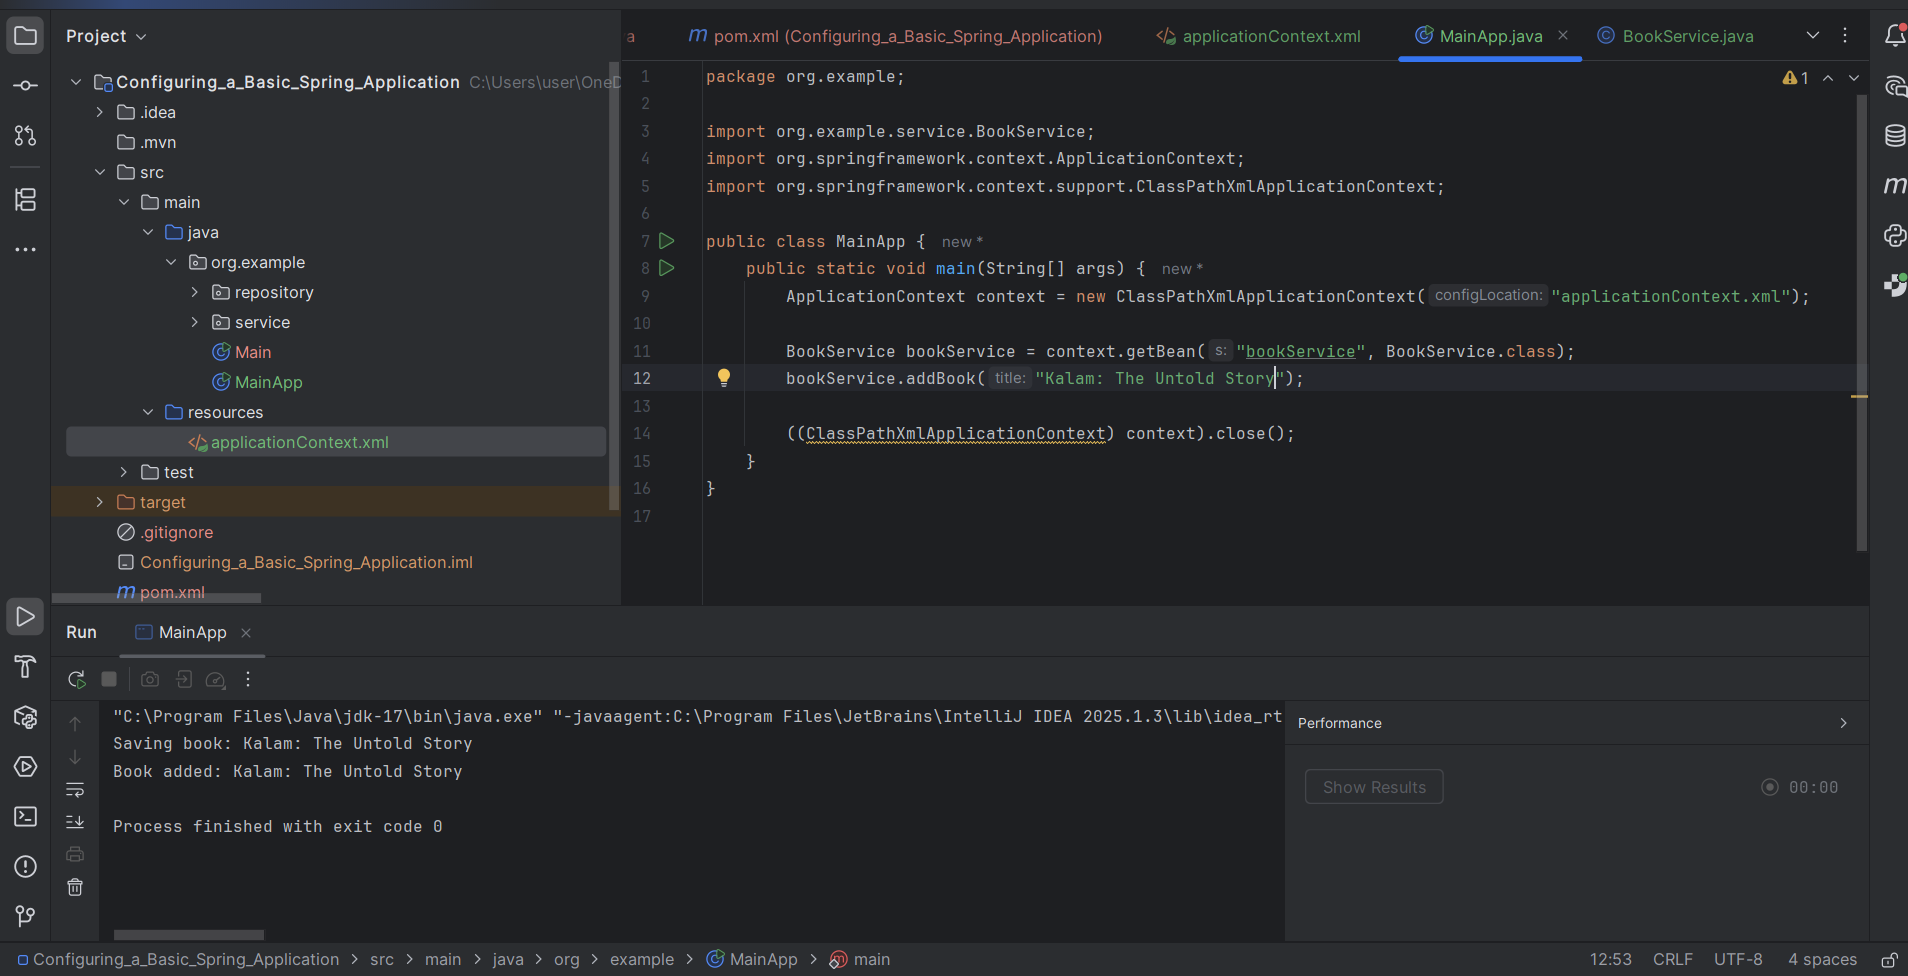 Project
Configuring_a_Basic_Spring_Application C:\Users\user\OneD
.idea
.mvn
src
main
java
org.example
repository
service
Main
MainApp
resources
applicationContext.xml
test
target
.gitignore
Configuring_a_Basic_Spring_Application.iml
pom.xml
a pom.xml (Configuring_a_Basic_Spring_Application) applicationContext.xml MainApp.java BookService.java
1 package org.example; 1
2
3 import org.example.service.BookService;
4 import org.springframework.context.ApplicationContext;
5 import org.springframework.context.support.ClassPathXmlApplicationContext;
6
7 public class MainApp { new *
8 public static void main(String[] args) { new *
9 ApplicationContext context = new ClassPathXmlApplicationContext( configLocation: "applicationContext.xml");
10
11 BookService bookService = context.getBean( s: "bookService", BookService.class);
12 bookService.addBook( title: "Kalam: The Untold Story");
13
14 ((ClassPathXmlApplicationContext) context).close();
15 }
16 }
17
Run MainApp
"C:\Program Files\Java\jdk-17\bin\java.exe" "-javaagent:C:\Program Files\JetBrains\IntelliJ IDEA 2025.1.3\lib\idea_rt
Saving book: Kalam: The Untold Story
Book added: Kalam: The Untold Story
Process finished with exit code 0
Performance
Show Results 00:00
Configuring_a_Basic_Spring_Application > src > main > java > org > example > MainApp > main 12:53 CRLF UTF-8 4 spaces